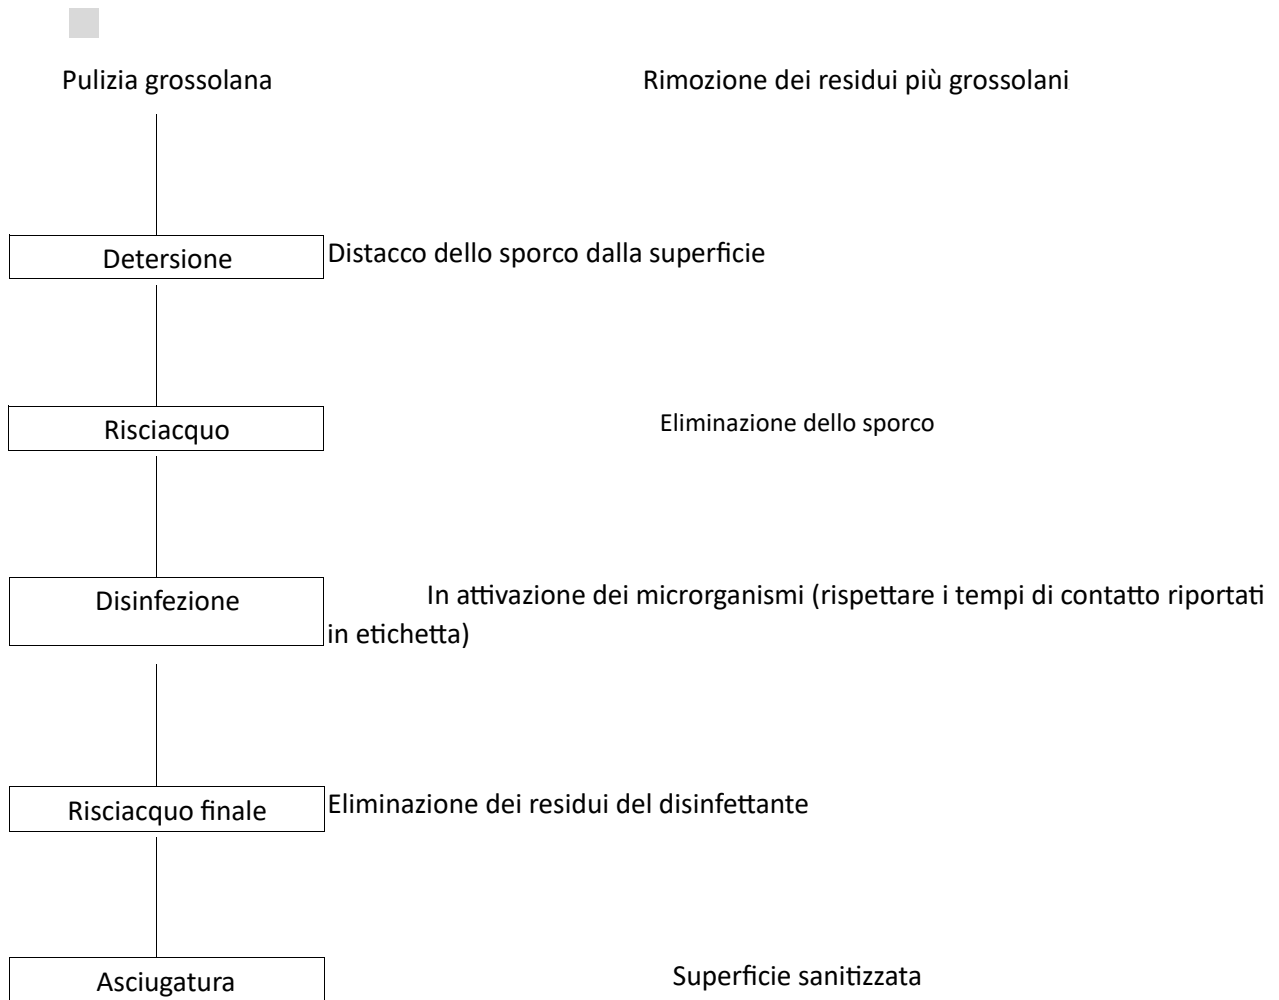 Pulizia grossolana Rimozione dei residui più grossolani
Detersione Distacco dello sporco dalla superficie
Risciacquo Eliminazione dello sporco
Disinfezione In attivazione dei microrganismi (rispettare i tempi di contatto riportati
in etichetta)
Risciacquo finale Eliminazione dei residui del disinfettante
Asciugatura Superficie sanitizzata